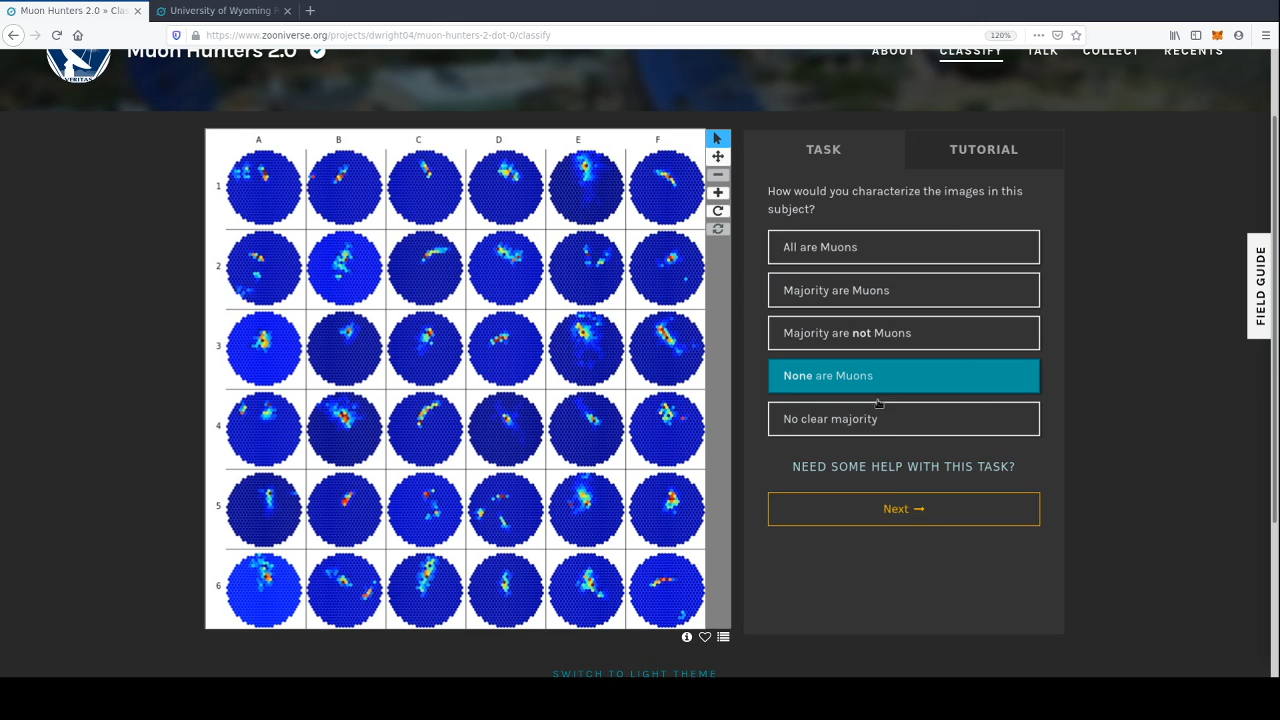 Muon Hunters 2.0 » Clas
University of Wyoming R
https://www.zooniverse.org/projects/dwright04/muon-hunters-2-dot-0/classify
120%
Muon Hunters 2.0
ABOUT
CLASSIFY
TALK
COLLECT
RECENTS
VERITAS
A B C D E F
1
2
3
4
5
6
TASK
TUTORIAL
How would you characterize the images in this
subject?
All are Muons
Majority are Muons
Majority are not Muons
None are Muons
No clear majority
NEED SOME HELP WITH THIS TASK?
Next
FIELD GUIDE
SWITCH TO LIGHT THEME